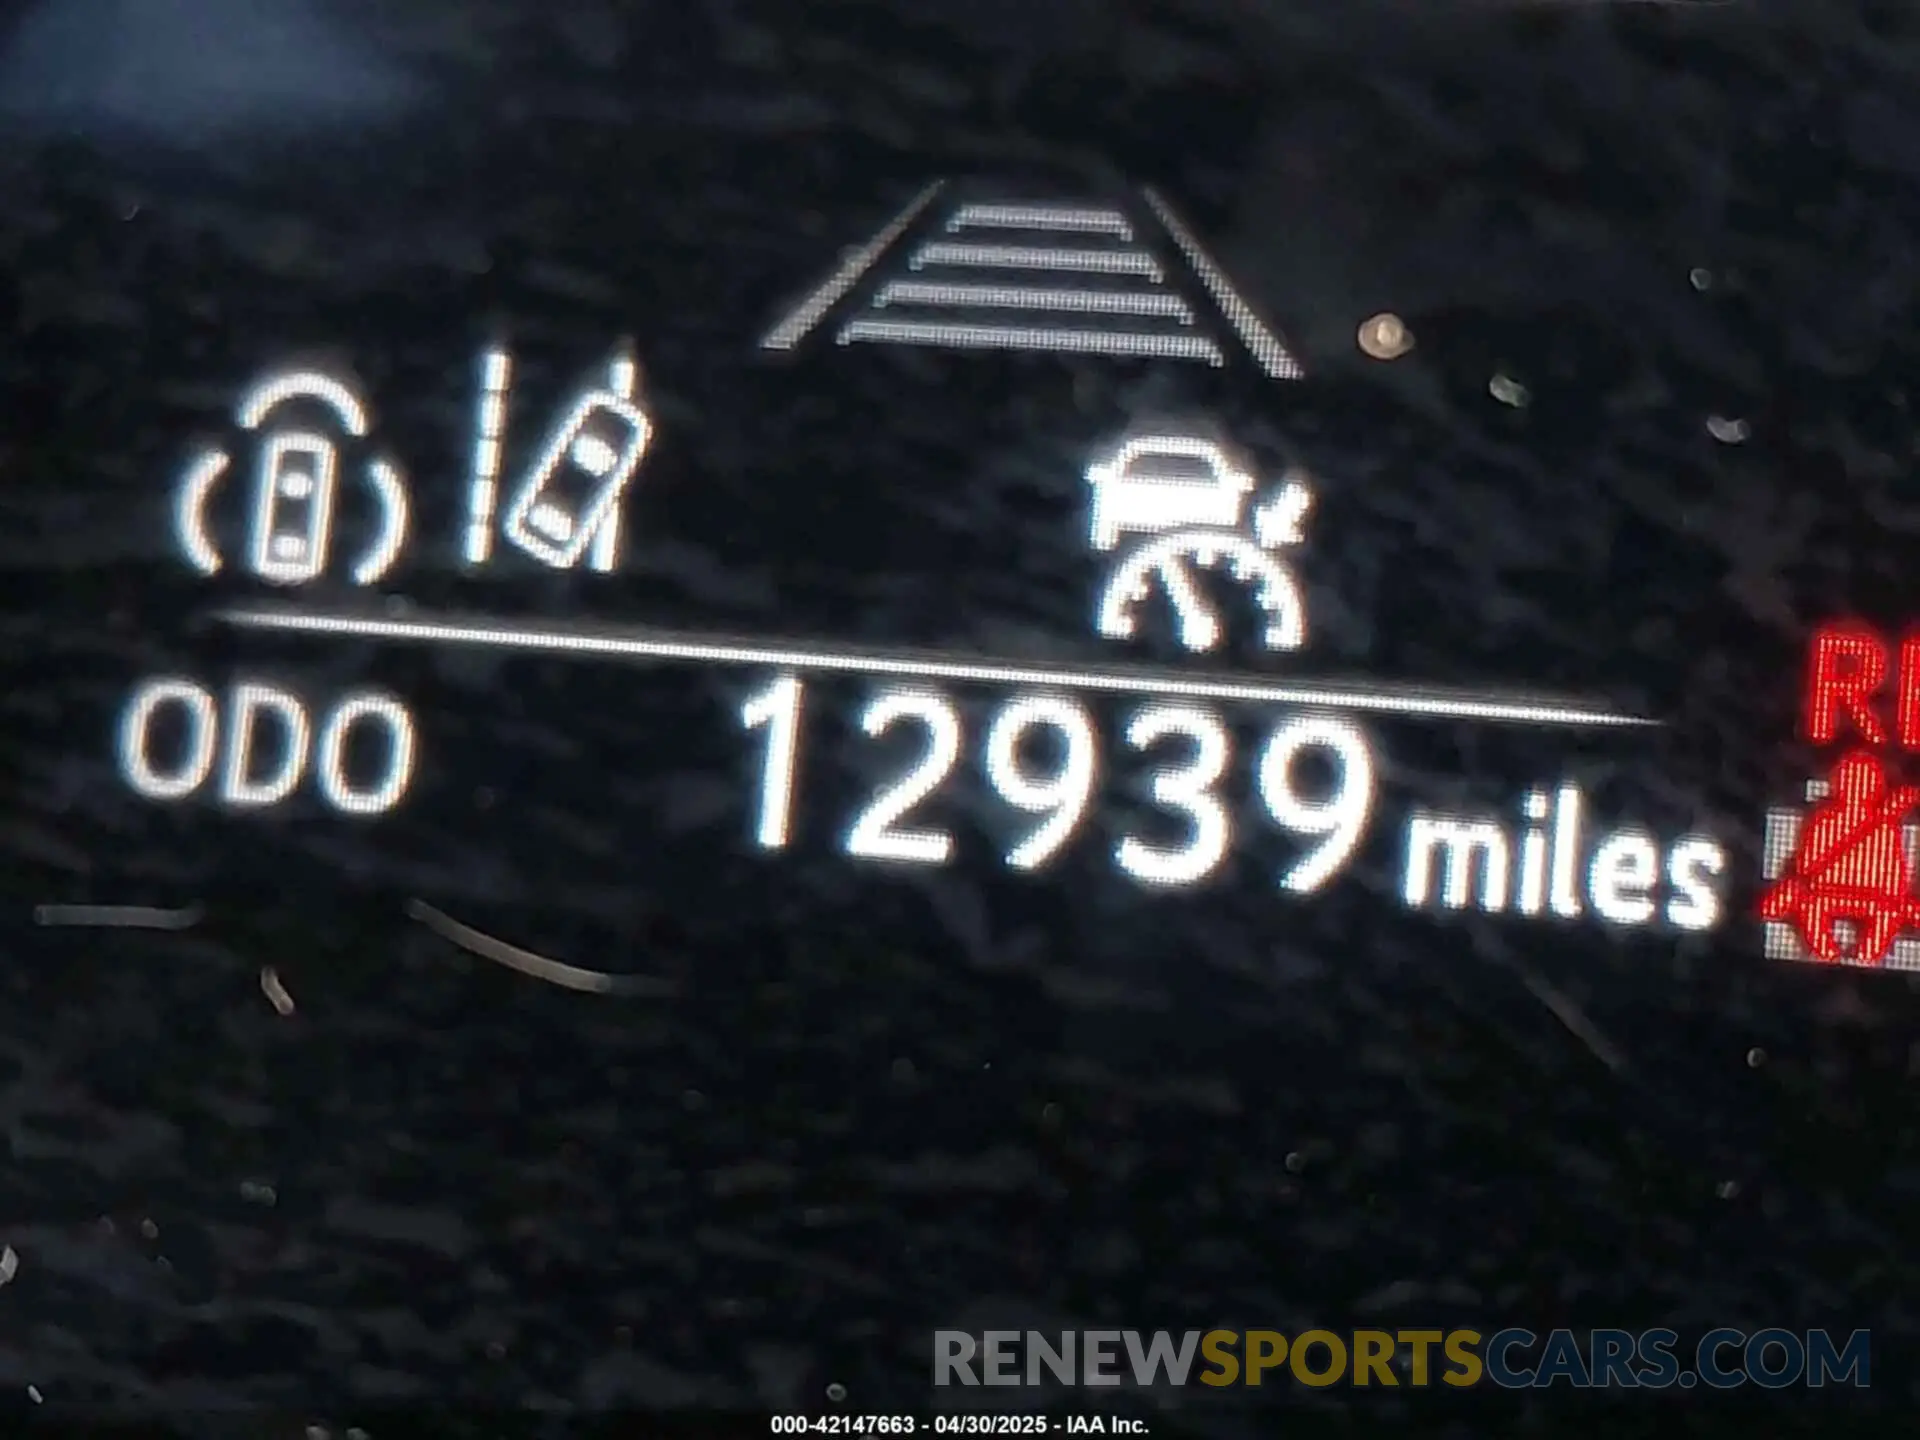 ODO 12939 miles
RENEWSPORTSCARS.COM
000-42147663 - 04/30/2025 - IAA Inc.